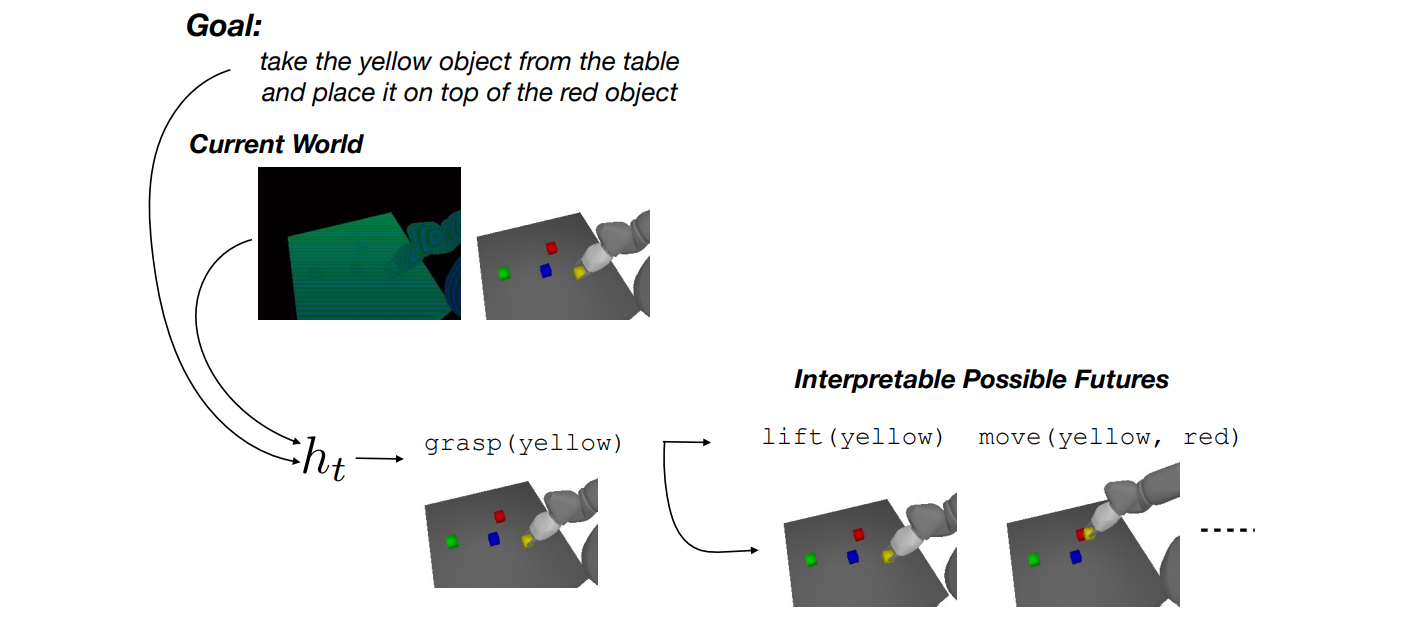 Goal:
take the yellow object from the table
and place it on top of the red object
Current World
Interpretable Possible Futures
h_t
grasp(yellow)
lift(yellow)
move(yellow, red)